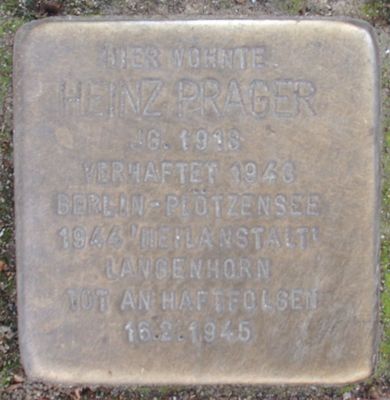 HIER WOHNTE
HEINZ PRAGER
JG. 1918
VERHAFTET 1943
BERLIN-PLÖTZENSEE
1944 'HEILANSTALT'
LANGENHORN
TOT AN HAFTFOLGEN
16.2.1945